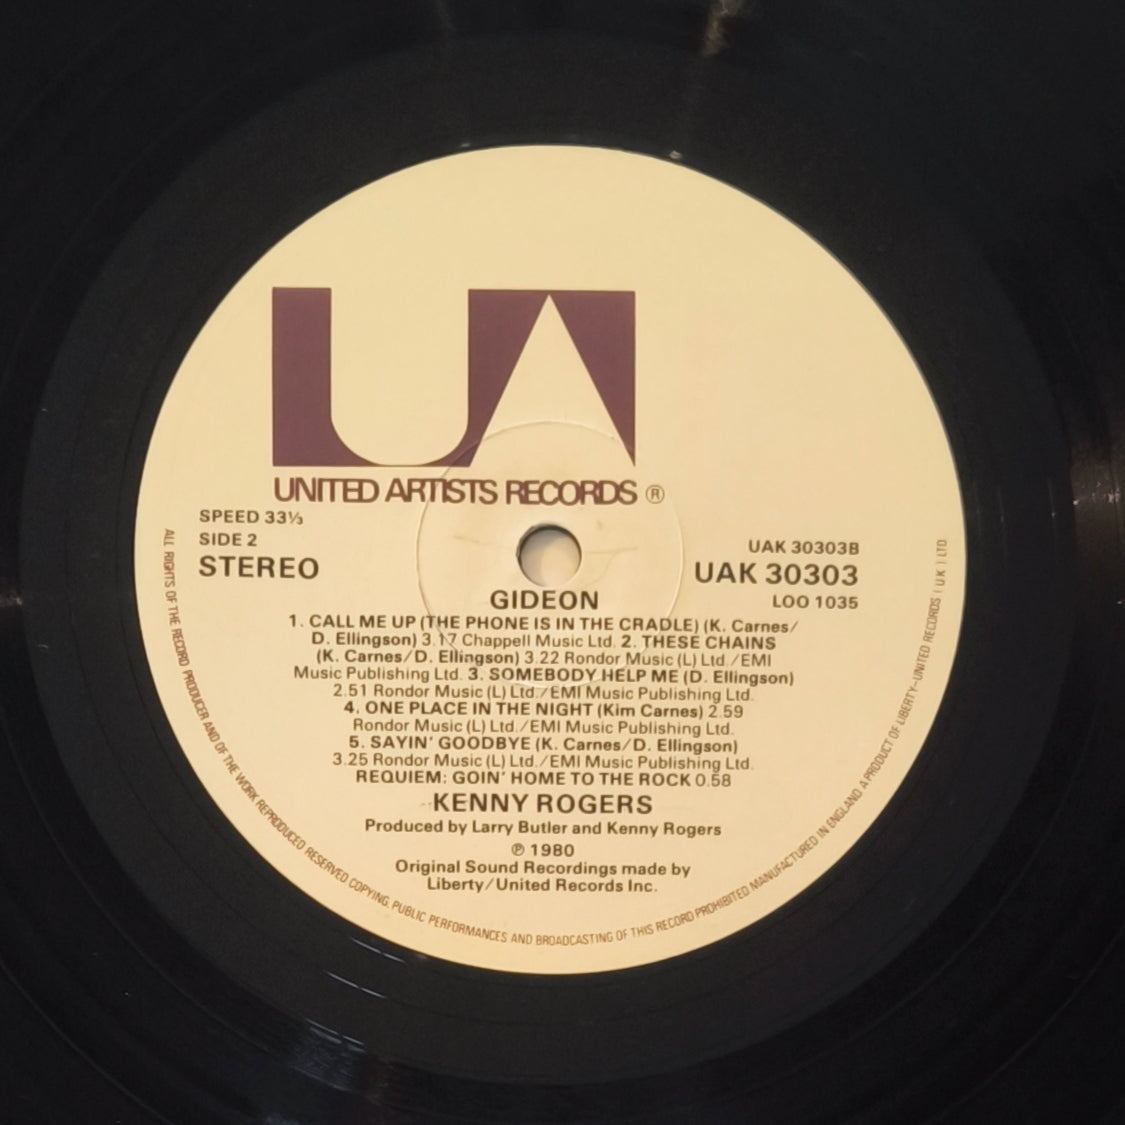 UA
UNITED ARTISTS RECORDS ®
SPEED 33⅓
SIDE 2
STEREO
UAK 30303B
UAK 30303
LOO 1035
GIDEON
1. CALL ME UP (THE PHONE IS IN THE CRADLE) (K. Carnes/
D. Ellingson) 3.17 Chappell Music Ltd. 2. THESE CHAINS
(K. Carnes/D. Ellingson) 3.22 Rondor Music (L) Ltd./EMI
Music Publishing Ltd. 3. SOMEBODY HELP ME (D. Ellingson)
2.51 Rondor Music (L) Ltd./EMI Music Publishing Ltd.
4. ONE PLACE IN THE NIGHT (Kim Carnes) 2.59
Rondor Music (L) Ltd./EMI Music Publishing Ltd.
5. SAYIN' GOODBYE (K. Carnes/D. Ellingson)
3.25 Rondor Music (L) Ltd./EMI Music Publishing Ltd.
REQUIEM: GOIN' HOME TO THE ROCK 0.58
KENNY ROGERS
Produced by Larry Butler and Kenny Rogers
℗ 1980
Original Sound Recordings made by
Liberty/United Records Inc.
ALL RIGHTS OF THE RECORD PRODUCER AND OF THE WORK REPRODUCED RESERVED COPYING, PUBLIC PERFORMANCES AND BROADCASTING OF THIS RECORD PROHIBITED MANUFACTURED IN ENGLAND. A PRODUCT OF LIBERTY-UNITED RECORDS (U.K.) LTD.